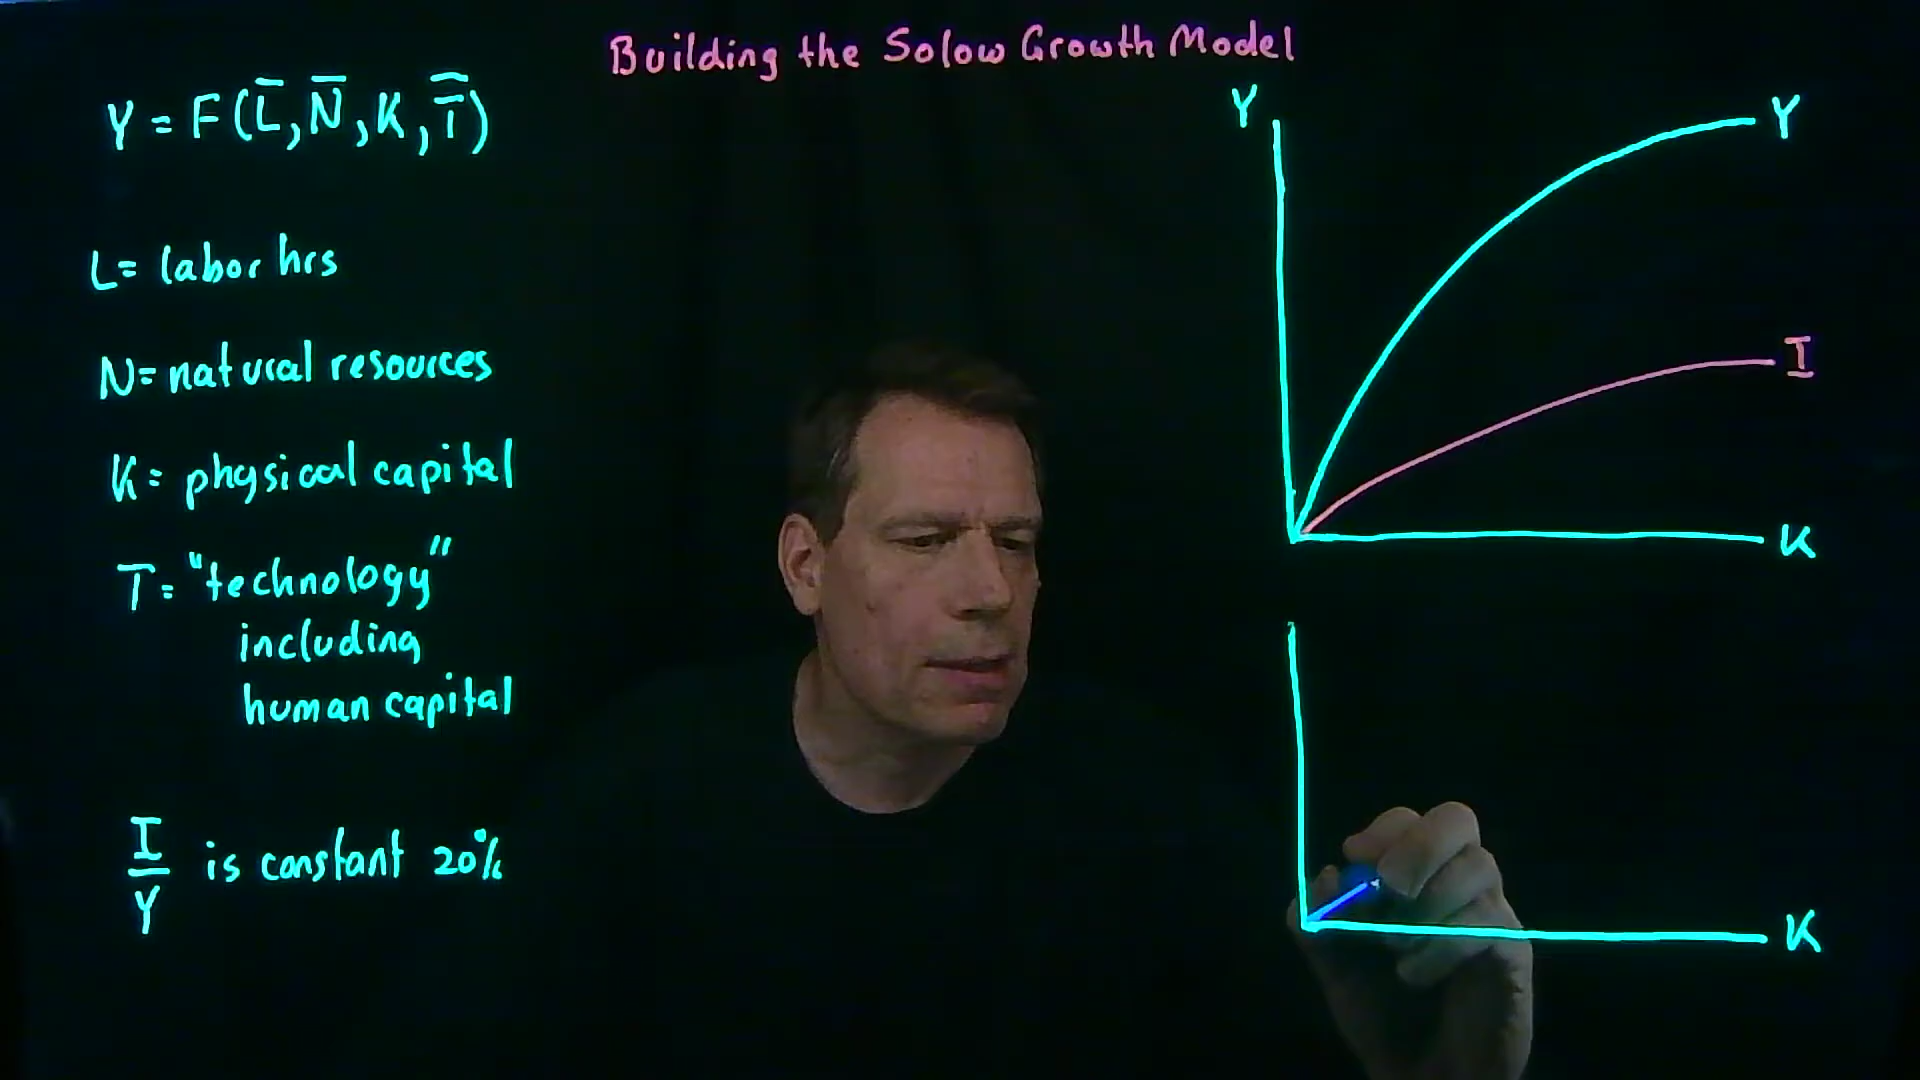 Building the Solow Growth Model
Y = F(L̅, N̅, K, T̿)
L = labor hrs
N = natural resources
K = physical capital
T = "technology"
including
human capital
I
Y
is constant 20%
Y
Y
I
K
K